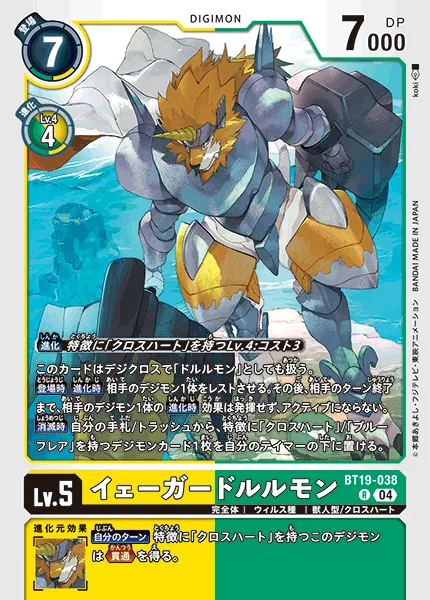 登場
7
DIGIMON
7000
DP
koki
進化
Lv.4
4
進化 特徴に「クロスハート」を持つLv.4:コスト3
このカードはデジクロスで「ドルルモン」としても扱う。
登場時 進化時 相手のデジモン1体をレストさせる。その後、相手のターン終了
まで、相手のデジモン1体の 進化時 効果は発揮せず、アクティブにならない。
消滅時 自分の手札/トラッシュから、特徴に「クロスハート」/「ブルー
フレア」を持つデジモンカード1枚を自分のテイマーの下に置ける。
©本郷あきよし・フジテレビ・東映アニメーション BANDAI MADE IN JAPAN
Lv.5
イェーガードルルモン
BT19-038
R 04
完全体 | ウィルス種 | 獣人型/クロスハート
進化元効果
自分のターン 特徴に「クロスハート」を持つこのデジモン
は 貫通 を得る。